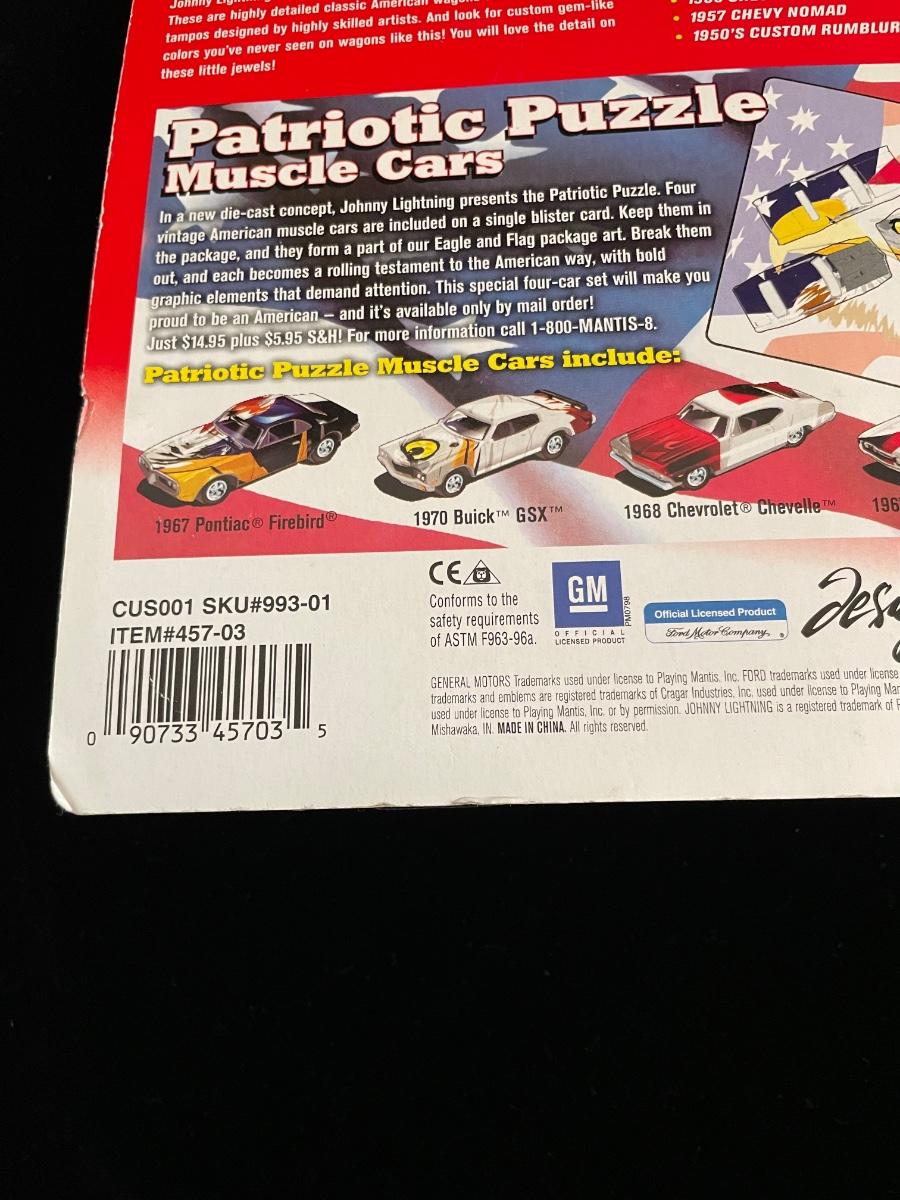 Johnny
These are highly detailed classic American
tampos designed by highly skilled artists. And look for custom gem-like
colors you've never seen on wagons like this! You will love the detail on
these little jewels!
• 1957 CHEVY NOMAD
• 1950'S CUSTOM RUMBLUR
Patriotic Puzzle
Muscle Cars
In a new die-cast concept, Johnny Lightning presents the Patriotic Puzzle. Four
vintage American muscle cars are included on a single blister card. Keep them in
the package, and they form a part of our Eagle and Flag package art. Break them
out, and each becomes a rolling testament to the American way, with bold
graphic elements that demand attention. This special four-car set will make you
proud to be an American – and it's available only by mail order!
Just $14.95 plus $5.95 S&H! For more information call 1-800-MANTIS-8.
Patriotic Puzzle Muscle Cars include:
1967 Pontiac® Firebird®
1970 Buick™ GSX™
1968 Chevrolet® Chevelle™
196
CUS001 SKU#993-01
ITEM#457-03
0 90733 45703 5
CE
Conforms to the
safety requirements
of ASTM F963-96a.
GM
OFFICIAL
LICENSED PRODUCT
PM0798
Official Licensed Product
Ford Motor Company®
Des
GENERAL MOTORS Trademarks used under license to Playing Mantis, Inc. FORD trademarks used under license
trademarks and emblems are registered trademarks of Cragar Industries, Inc. used under license to Playing Man
used under license to Playing Mantis, Inc. or by permission. JOHNNY LIGHTNING is a registered trademark of
Mishawaka, IN. MADE IN CHINA. All rights reserved.